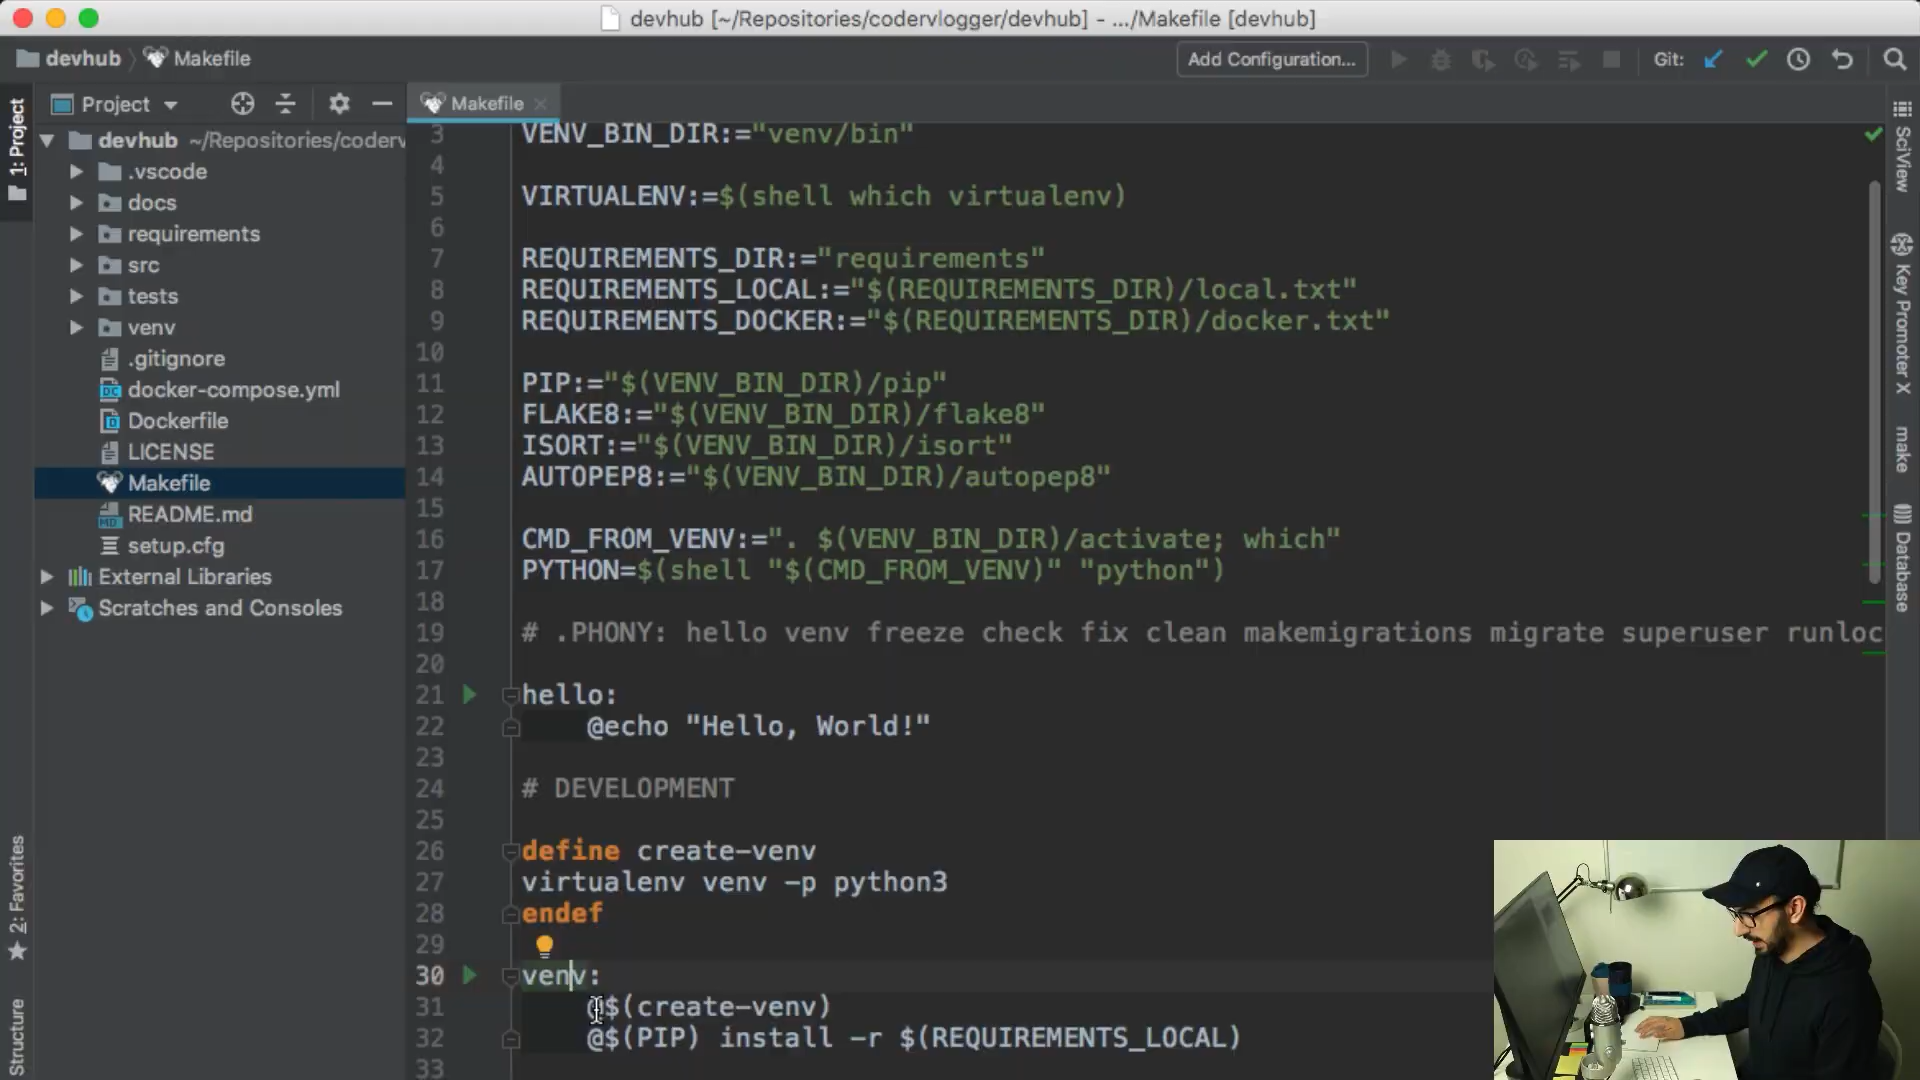 devhub [~/Repositories/codervlogger/devhub] - .../Makefile [devhub]
devhub Makefile
Add Configuration...
Git:
1: Project
Project
Makefile
devhub ~/Repositories/coderv
.vscode
docs
requirements
src
tests
venv
.gitignore
docker-compose.yml
Dockerfile
LICENSE
Makefile
README.md
setup.cfg
External Libraries
Scratches and Consoles
2: Favorites
Structure
3 VENV_BIN_DIR:="venv/bin"
4
5 VIRTUALENV:=$(shell which virtualenv)
6
7 REQUIREMENTS_DIR:="requirements"
8 REQUIREMENTS_LOCAL:="$(REQUIREMENTS_DIR)/local.txt"
9 REQUIREMENTS_DOCKER:="$(REQUIREMENTS_DIR)/docker.txt"
10
11 PIP:="$(VENV_BIN_DIR)/pip"
12 FLAKE8:="$(VENV_BIN_DIR)/flake8"
13 ISORT:="$(VENV_BIN_DIR)/isort"
14 AUTOPEP8:="$(VENV_BIN_DIR)/autopep8"
15
16 CMD_FROM_VENV:=". $(VENV_BIN_DIR)/activate; which"
17 PYTHON=$(shell "$(CMD_FROM_VENV)" "python")
18
19 # .PHONY: hello venv freeze check fix clean makemigrations migrate superuser runloc
20
21 hello:
22 @echo "Hello, World!"
23
24 # DEVELOPMENT
25
26 define create-venv
27 virtualenv venv -p python3
28 endef
29
30 venv:
31 @$(create-venv)
32 @$(PIP) install -r $(REQUIREMENTS_LOCAL)
33
SciView
Key Promoter X
make
Database